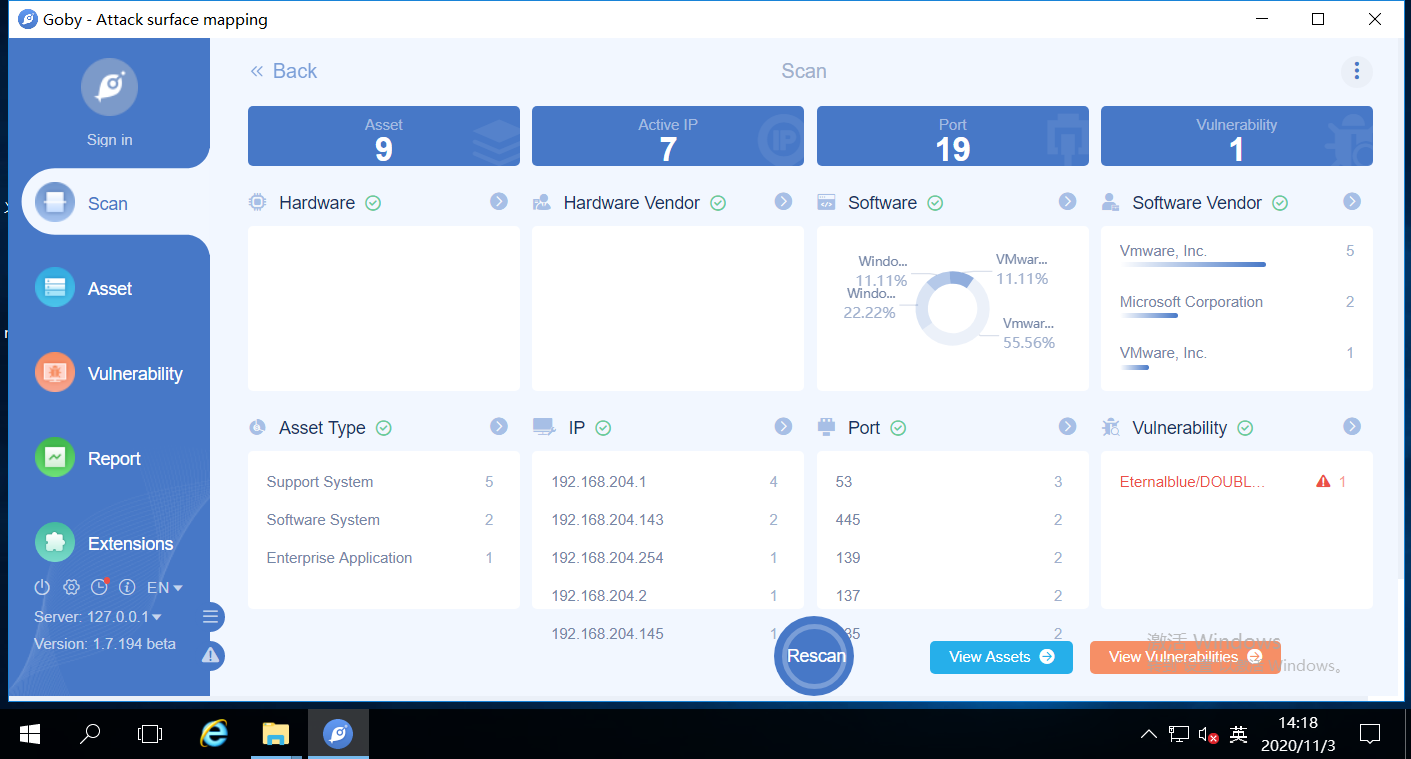 Goby - Attack surface mapping
Sign in
Scan
Asset
Vulnerability
Report
Extensions
EN
Server: 127.0.0.1
Version: 1.7.194 beta
« Back
Scan
Asset
9
Active IP
7
IP
Port
19
Vulnerability
1
Hardware
Hardware Vendor
Software
Windo...
11.11%
Windo...
22.22%
VMwar...
11.11%
Vmwar...
55.56%
Software Vendor
Vmware, Inc. 5
Microsoft Corporation 2
VMware, Inc. 1
Asset Type
Support System 5
Software System 2
Enterprise Application 1
IP
192.168.204.1 4
192.168.204.143 2
192.168.204.254 1
192.168.204.2 1
192.168.204.145 1
Port
53 3
445 2
139 2
137 2
35 2
Vulnerability
Eternalblue/DOUBL... 1
Rescan
View Assets
View Vulnerabilities
激活 Windows
Windows。
英
14:18
2020/11/3